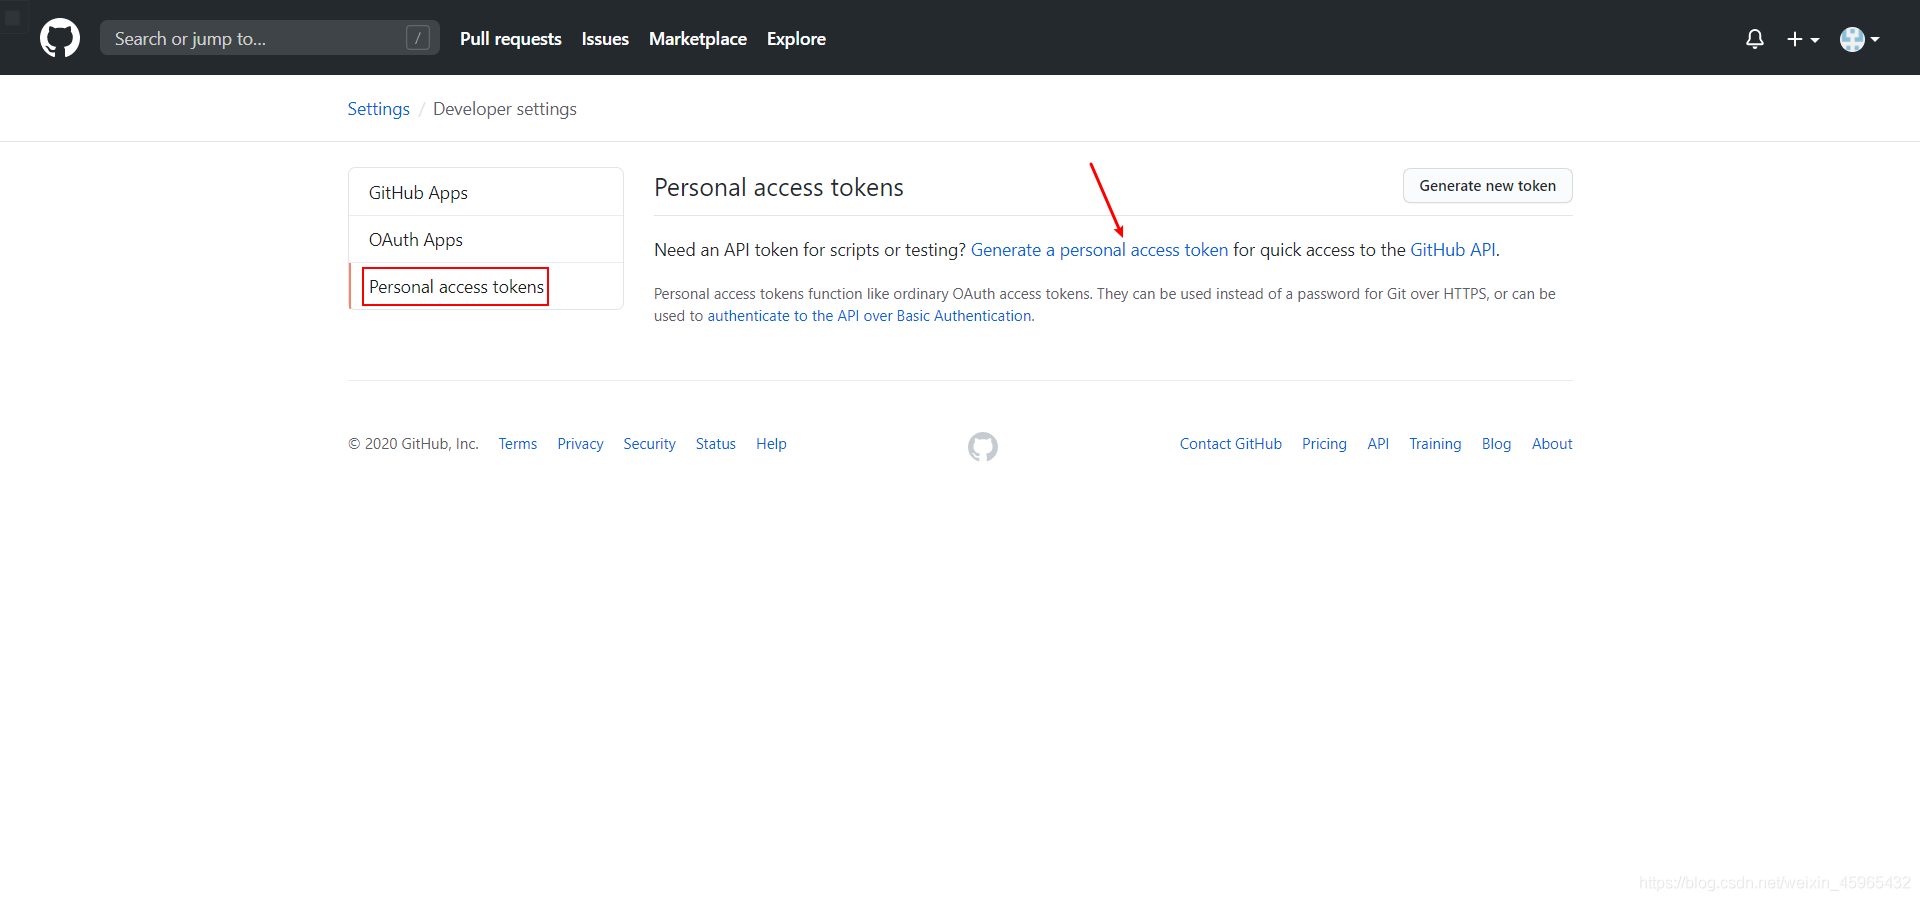 Search or jump to... /
Pull requests Issues Marketplace Explore
Settings / Developer settings
GitHub Apps
OAuth Apps
Personal access tokens
Personal access tokens
Generate new token
Need an API token for scripts or testing? Generate a personal access token for quick access to the GitHub API.
Personal access tokens function like ordinary OAuth access tokens. They can be used instead of a password for Git over HTTPS, or can be
used to authenticate to the API over Basic Authentication.
© 2020 GitHub, Inc. Terms Privacy Security Status Help
Contact GitHub Pricing API Training Blog About
https://blog.csdn.net/weixin_45965432